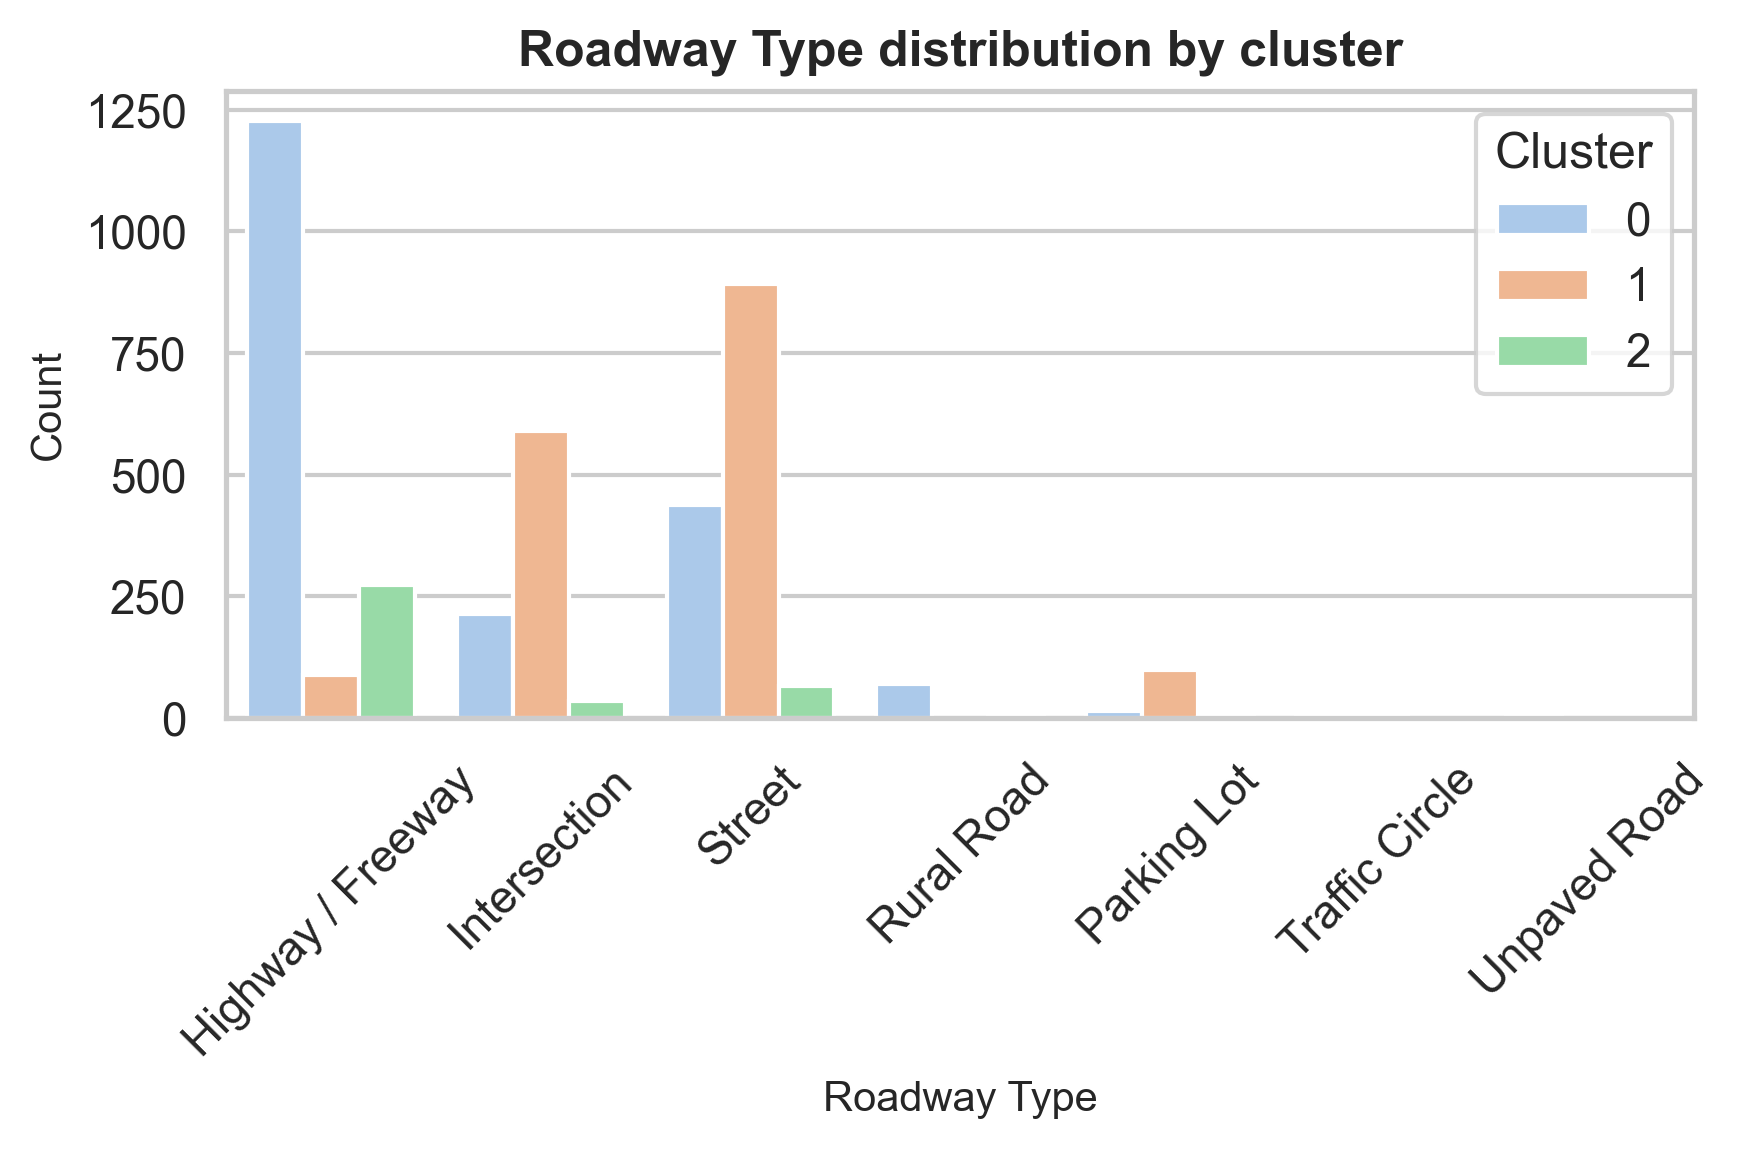 Roadway Type distribution by cluster
1250
1000
750
500
250
0
Count
Cluster
0
1
2
Highway / Freeway
Intersection
Street
Rural Road
Parking Lot
Traffic Circle
Unpaved Road
Roadway Type